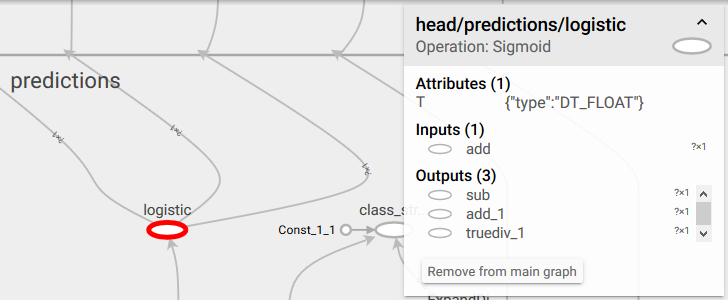 predictions
?×1
?×1
?×1
logistic
class_str
Const_1_1
head/predictions/logistic
Operation: Sigmoid
Attributes (1)
T {"type":"DT_FLOAT"}
Inputs (1)
add ?×1
Outputs (3)
sub ?×1
add_1 ?×1
truediv_1 ?×1
Remove from main graph